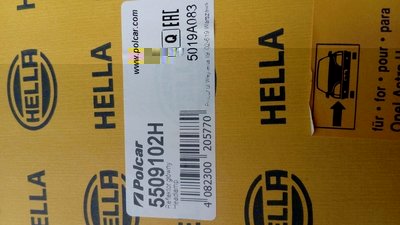 HELLA
HELLA
HELLA
HELLA
HELLA
www.polcar.com
Q EAC
5019A083
Polcar
5509102H
4 082300 205770
für · for · pour · para
Opel Astra